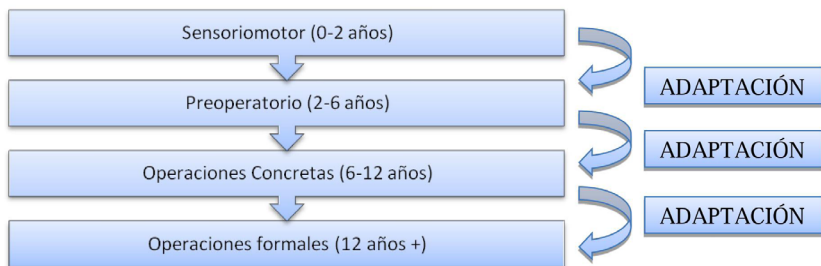 Sensoriomotor (0-2 años)
ADAPTACIÓN
Preoperatorio (2-6 años)
ADAPTACIÓN
Operaciones Concretas (6-12 años)
ADAPTACIÓN
Operaciones formales (12 años +)